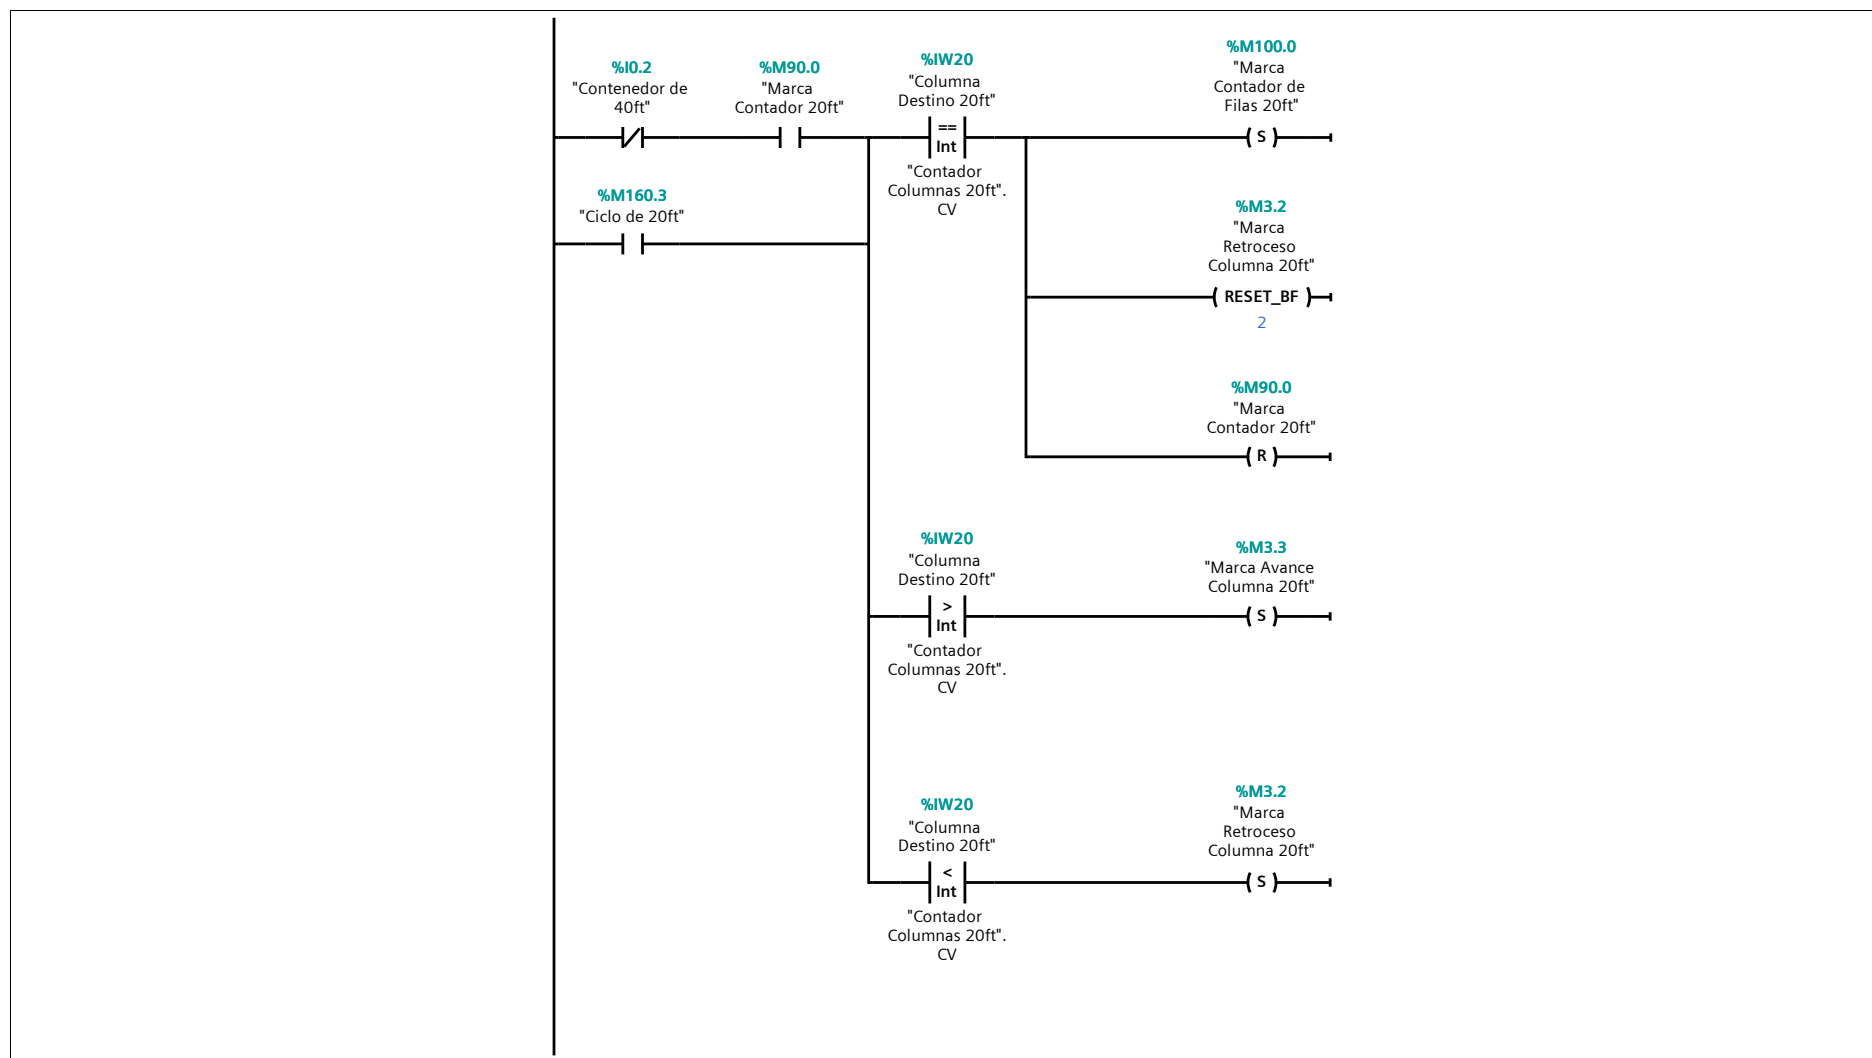 %I0.2
"Contenedor de
40ft"
%M90.0
"Marca
Contador 20ft"
%IW20
"Columna
Destino 20ft"
==
Int
"Contador
Columnas 20ft".
CV
%M100.0
"Marca
Contador de
Filas 20ft"
S
%M160.3
"Ciclo de 20ft"
%M3.2
"Marca
Retroceso
Columna 20ft"
RESET_BF
2
%M90.0
"Marca
Contador 20ft"
R
%IW20
"Columna
Destino 20ft"
>
Int
"Contador
Columnas 20ft".
CV
%M3.3
"Marca Avance
Columna 20ft"
S
%IW20
"Columna
Destino 20ft"
<
Int
"Contador
Columnas 20ft".
CV
%M3.2
"Marca
Retroceso
Columna 20ft"
S